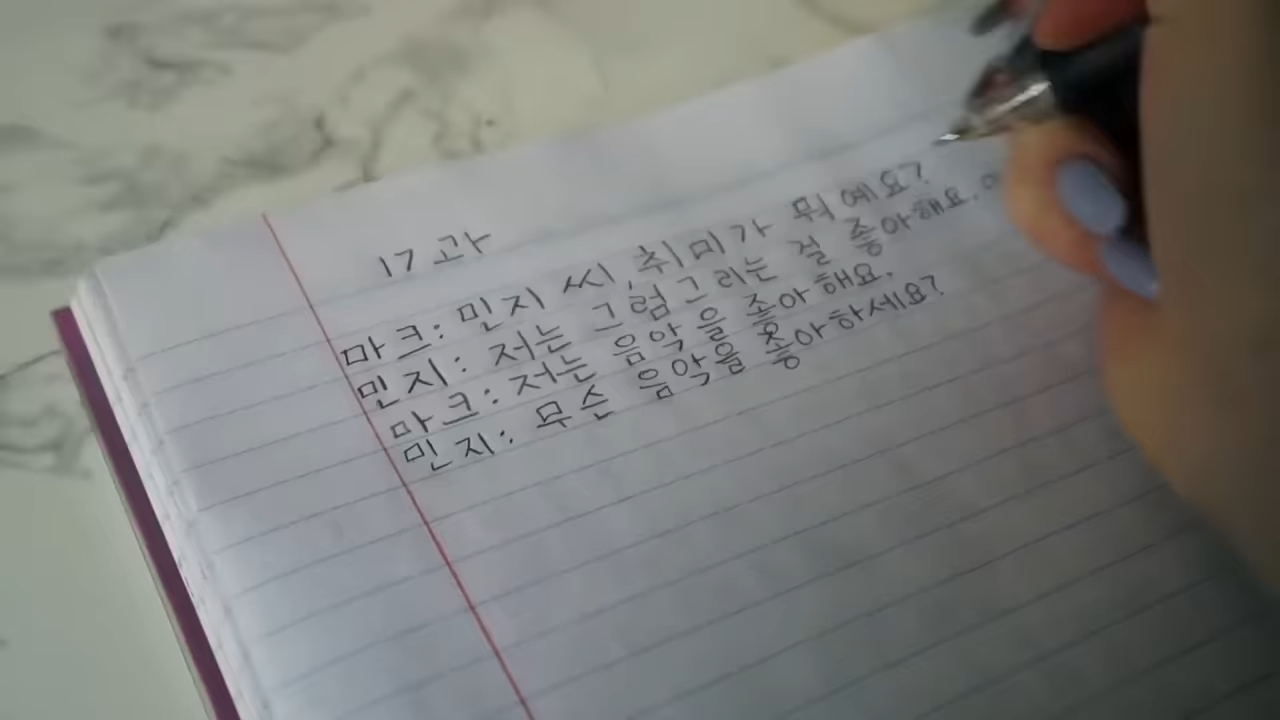 17 과
마크: 민지 씨, 취미가 뭐예요?
민지: 저는 그럼그리는 걸 좋아해요.
마크: 저는 음악을 좋아해요.
민지: 무슨 음악을 좋아하세요?